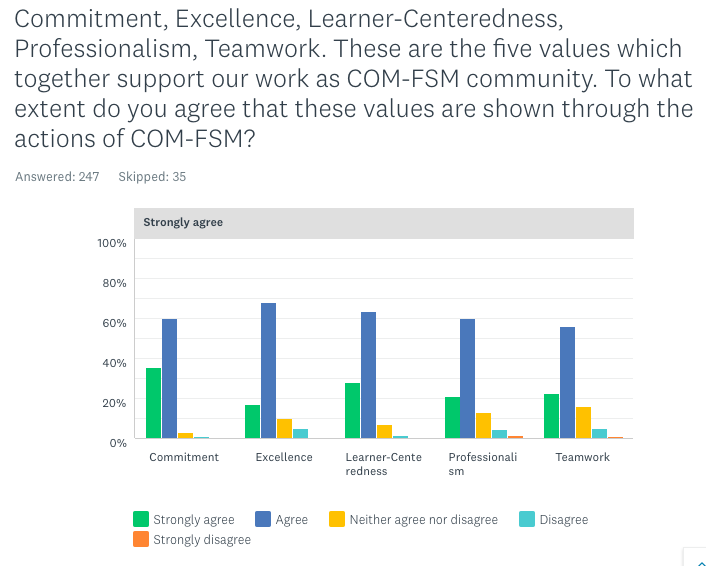 Commitment, Excellence, Learner-Centeredness,
Professionalism, Teamwork. These are the five values which
together support our work as COM-FSM community. To what
extent do you agree that these values are shown through the
actions of COM-FSM?
Answered: 247 Skipped: 35
Strongly agree
100%
80%
60%
40%
20%
0%
Commitment Excellence Learner-Cente Professionali Teamwork
redness sm
Strongly agree Agree Neither agree nor disagree Disagree
Strongly disagree